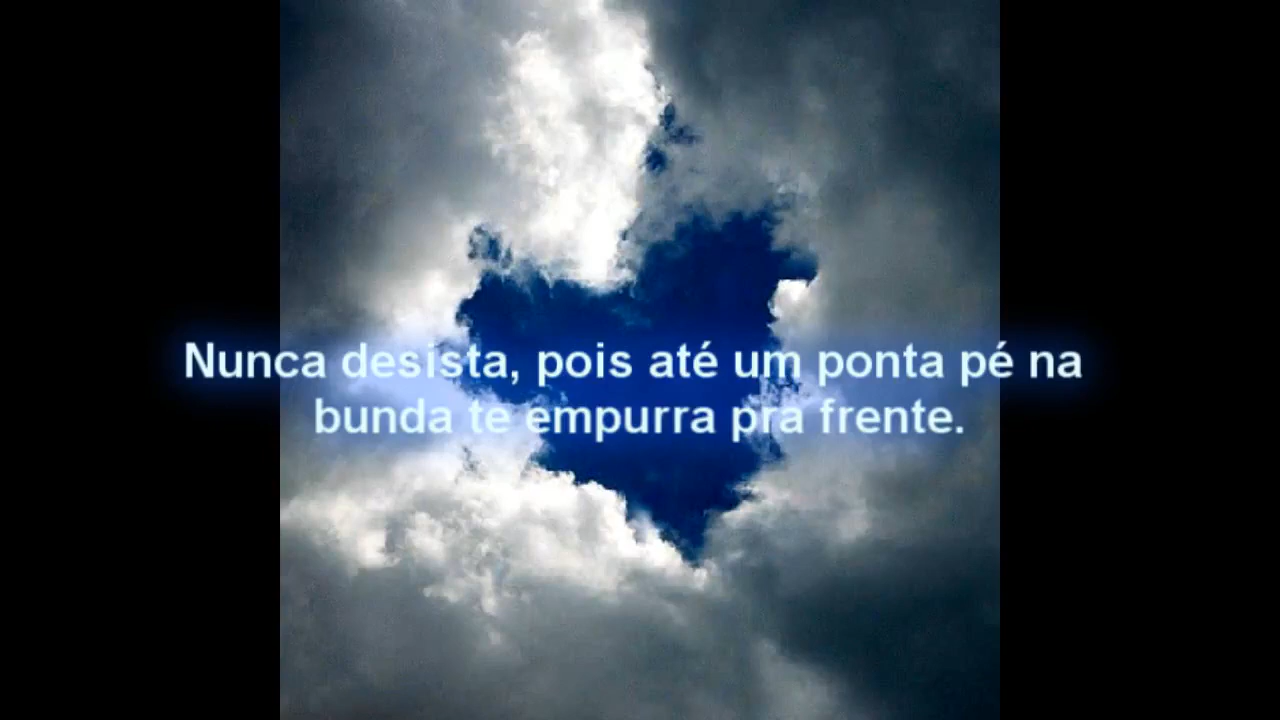 Nunca desista, pois até um ponta pé na
bunda te empurra pra frente.